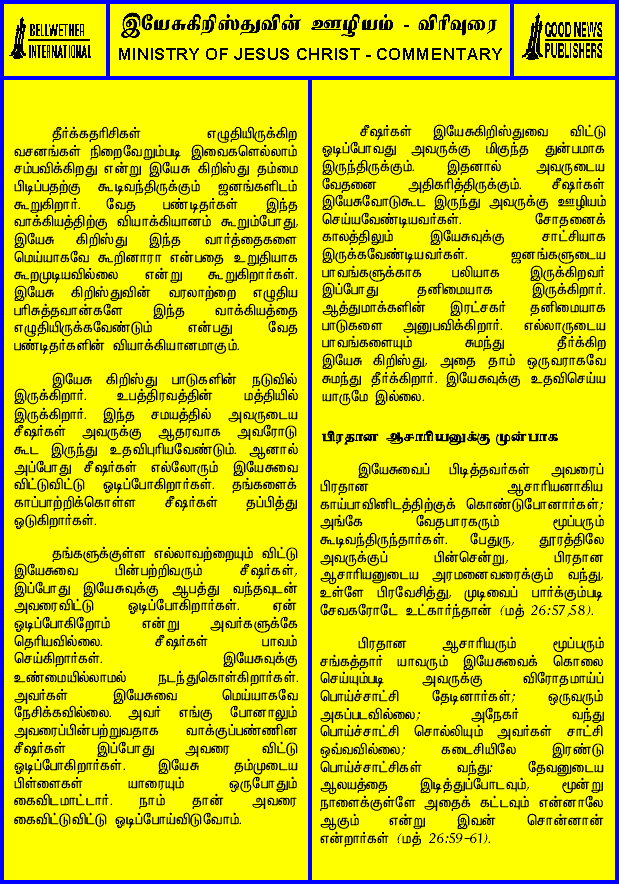 BELLWETHER
INTERNATIONAL
இயேசுகிறிஸ்துவின் ஊழியம் - விரிவுரை
MINISTRY OF JESUS CHRIST - COMMENTARY
GOOD NEWS
PUBLISHERS
தீர்க்கதரிசிகள் எழுதியிருக்கிற
வசனங்கள் நிறைவேறும்படி இவைகளெல்லாம்
சம்பவிக்கிறது என்று இயேசு கிறிஸ்து தம்மை
பிடிப்பதற்கு கூடிவந்திருக்கும் ஜனங்களிடம்
கூறுகிறார். வேத பண்டிதர்கள் இந்த
வாக்கியத்திற்கு வியாக்கியானம் கூறும்போது,
இயேசு கிறிஸ்து இந்த வார்த்தைகளை
மெய்யாகவே கூறினாரா என்பதை உறுதியாக
கூறமுடியவில்லை என்று கூறுகிறார்கள்.
இயேசு கிறிஸ்துவின் வரலாற்றை எழுதிய
பரிசுத்தவான்களே இந்த வாக்கியத்தை
எழுதியிருக்கவேண்டும் என்பது வேத
பண்டிதர்களின் வியாக்கியானமாகும்.
இயேசு கிறிஸ்து பாடுகளின் நடுவில்
இருக்கிறார். உபத்திரவத்தின் மத்தியில்
இருக்கிறார். இந்த சமயத்தில் அவருடைய
சீஷர்கள் அவருக்கு ஆதரவாக அவரோடு
கூட இருந்து உதவிபுரியவேண்டும். ஆனால்
அப்போது சீஷர்கள் எல்லோரும் இயேசுவை
விட்டுவிட்டு ஓடிப்போகிறார்கள். தங்களைக்
காப்பாற்றிக்கொள்ள சீஷர்கள் தப்பித்து
ஓடுகிறார்கள்.
தங்களுக்குள்ள எல்லாவற்றையும் விட்டு
இயேசுவை பின்பற்றிவரும் சீஷர்கள்,
இப்போது இயேசுவுக்கு ஆபத்து வந்தவுடன்
அவரைவிட்டு ஓடிப்போகிறார்கள். ஏன்
ஓடிப்போகிறோம் என்று அவர்களுக்கே
தெரியவில்லை. சீஷர்கள் பாவம்
செய்கிறார்கள். இயேசுவுக்கு
உண்மையில்லாமல் நடந்துகொள்கிறார்கள்.
அவர்கள் இயேசுவை மெய்யாகவே
நேசிக்கவில்லை. அவர் எங்கு போனாலும்
அவரைப்பின்பற்றுவதாக வாக்குப்பண்ணின
சீஷர்கள் இப்போது அவரை விட்டு
ஓடிப்போகிறார்கள். இயேசு தம்முடைய
பிள்ளைகள் யாரையும் ஒருபோதும்
கைவிடமாட்டார். நாம் தான் அவரை
கைவிட்டுவிட்டு ஓடிப்போய்விடுவோம்.
சீஷர்கள் இயேசுகிறிஸ்துவை விட்டு
ஓடிப்போவது அவருக்கு மிகுந்த துன்பமாக
இருந்திருக்கும். இதனால் அவருடைய
வேதனை அதிகரித்திருக்கும். சீஷர்கள்
இயேசுவோடுகூட இருந்து அவருக்கு ஊழியம்
செய்யவேண்டியவர்கள். சோதனைக்
காலத்திலும் இயேசுவுக்கு சாட்சியாக
இருக்கவேண்டியவர்கள். ஜனங்களுடைய
பாவங்களுக்காக பலியாக இருக்கிறவர்
இப்போது தனிமையாக இருக்கிறார்.
ஆத்துமாக்களின் இரட்சகர் தனிமையாக
பாடுகளை அனுபவிக்கிறார். எல்லாருடைய
பாவங்களையும் சுமந்து தீர்க்கிற
இயேசு கிறிஸ்து, அதை தாம் ஒருவராகவே
சுமந்து தீர்க்கிறார். இயேசுவுக்கு உதவிசெய்ய
யாருமே இல்லை.
பிரதான ஆசாரியனுக்கு முன்பாக
இயேசுவைப் பிடித்தவர்கள் அவரைப்
பிரதான ஆசாரியனாகிய
காய்பாவினிடத்திற்குக் கொண்டுபோனார்கள்;
அங்கே வேதபாரகரும் மூப்பரும்
கூடிவந்திருந்தார்கள். பேதுரு, தூரத்திலே
அவருக்குப் பின்சென்று, பிரதான
ஆசாரியனுடைய அரமனைவரைக்கும் வந்து,
உள்ளே பிரவேசித்து, முடிவைப் பார்க்கும்படி
சேவகரோடே உட்கார்ந்தான் (மத் 26:57,58).
பிரதான ஆசாரியரும் மூப்பரும்
சங்கத்தார் யாவரும் இயேசுவைக் கொலை
செய்யும்படி அவருக்கு விரோதமாய்ப்
பொய்ச்சாட்சி தேடினார்கள்; ஒருவரும்
அகப்படவில்லை; அநேகர் வந்து
பொய்ச்சாட்சி சொல்லியும் அவர்கள் சாட்சி
ஒவ்வவில்லை; கடைசியிலே இரண்டு
பொய்ச்சாட்சிகள் வந்து: தேவனுடைய
ஆலயத்தை இடித்துப்போடவும், மூன்று
நாளைக்குள்ளே அதைக் கட்டவும் என்னாலே
ஆகும் என்று இவன் சொன்னான்
என்றார்கள் (மத் 26:59-61).